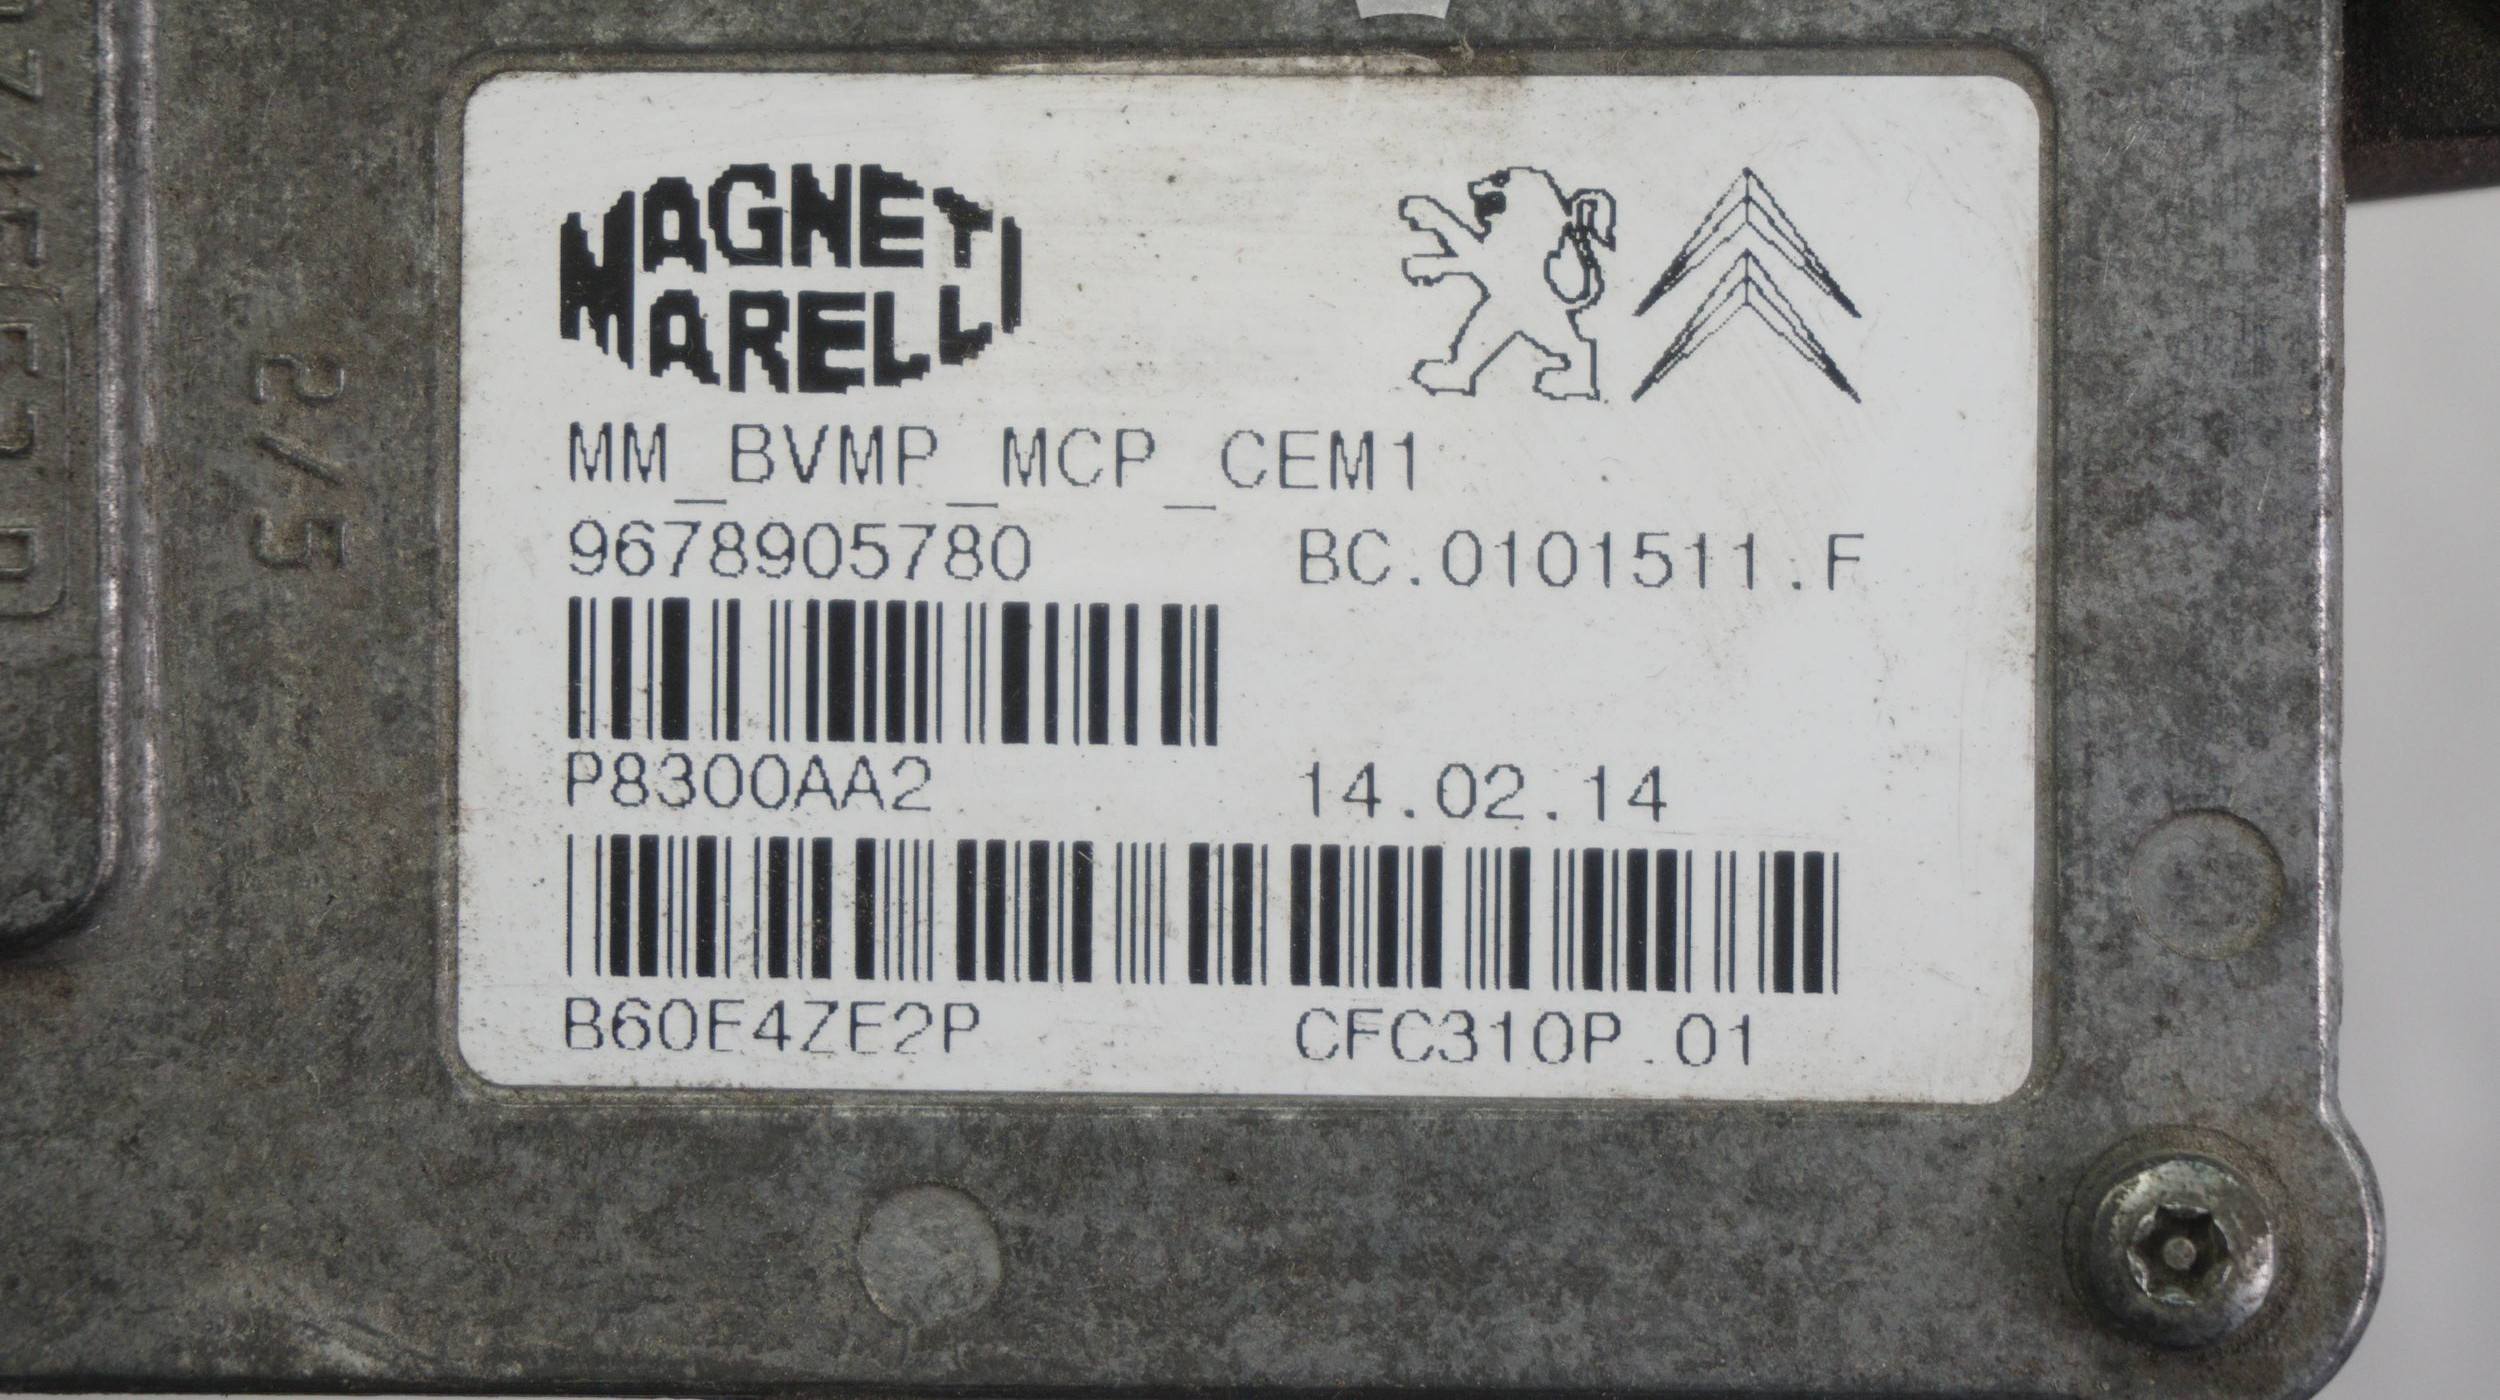 MAGNETI
MARELLI
MM_BVMP_MCP_CEM1
9678905780 BC.0101511.F
P8300AA2 14.02.14
B60E4ZE2P CFC310P.01
2/5